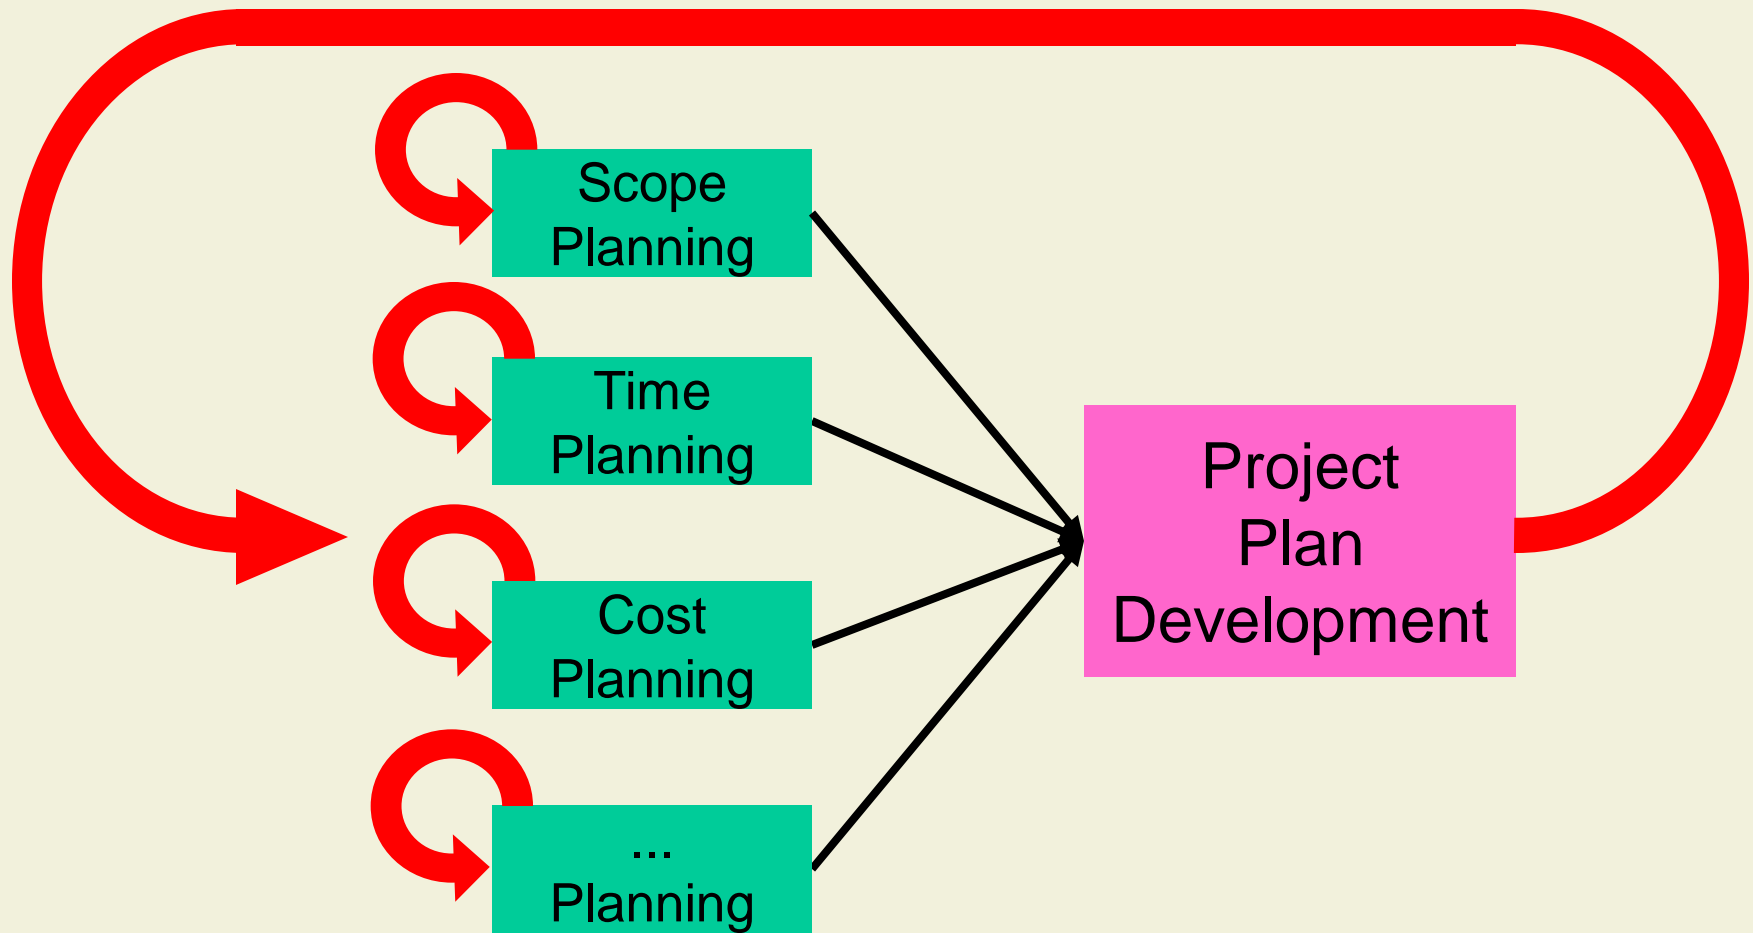 Scope
Planning
Time
Planning
Cost
Planning
...
Planning
Project
Plan
Development